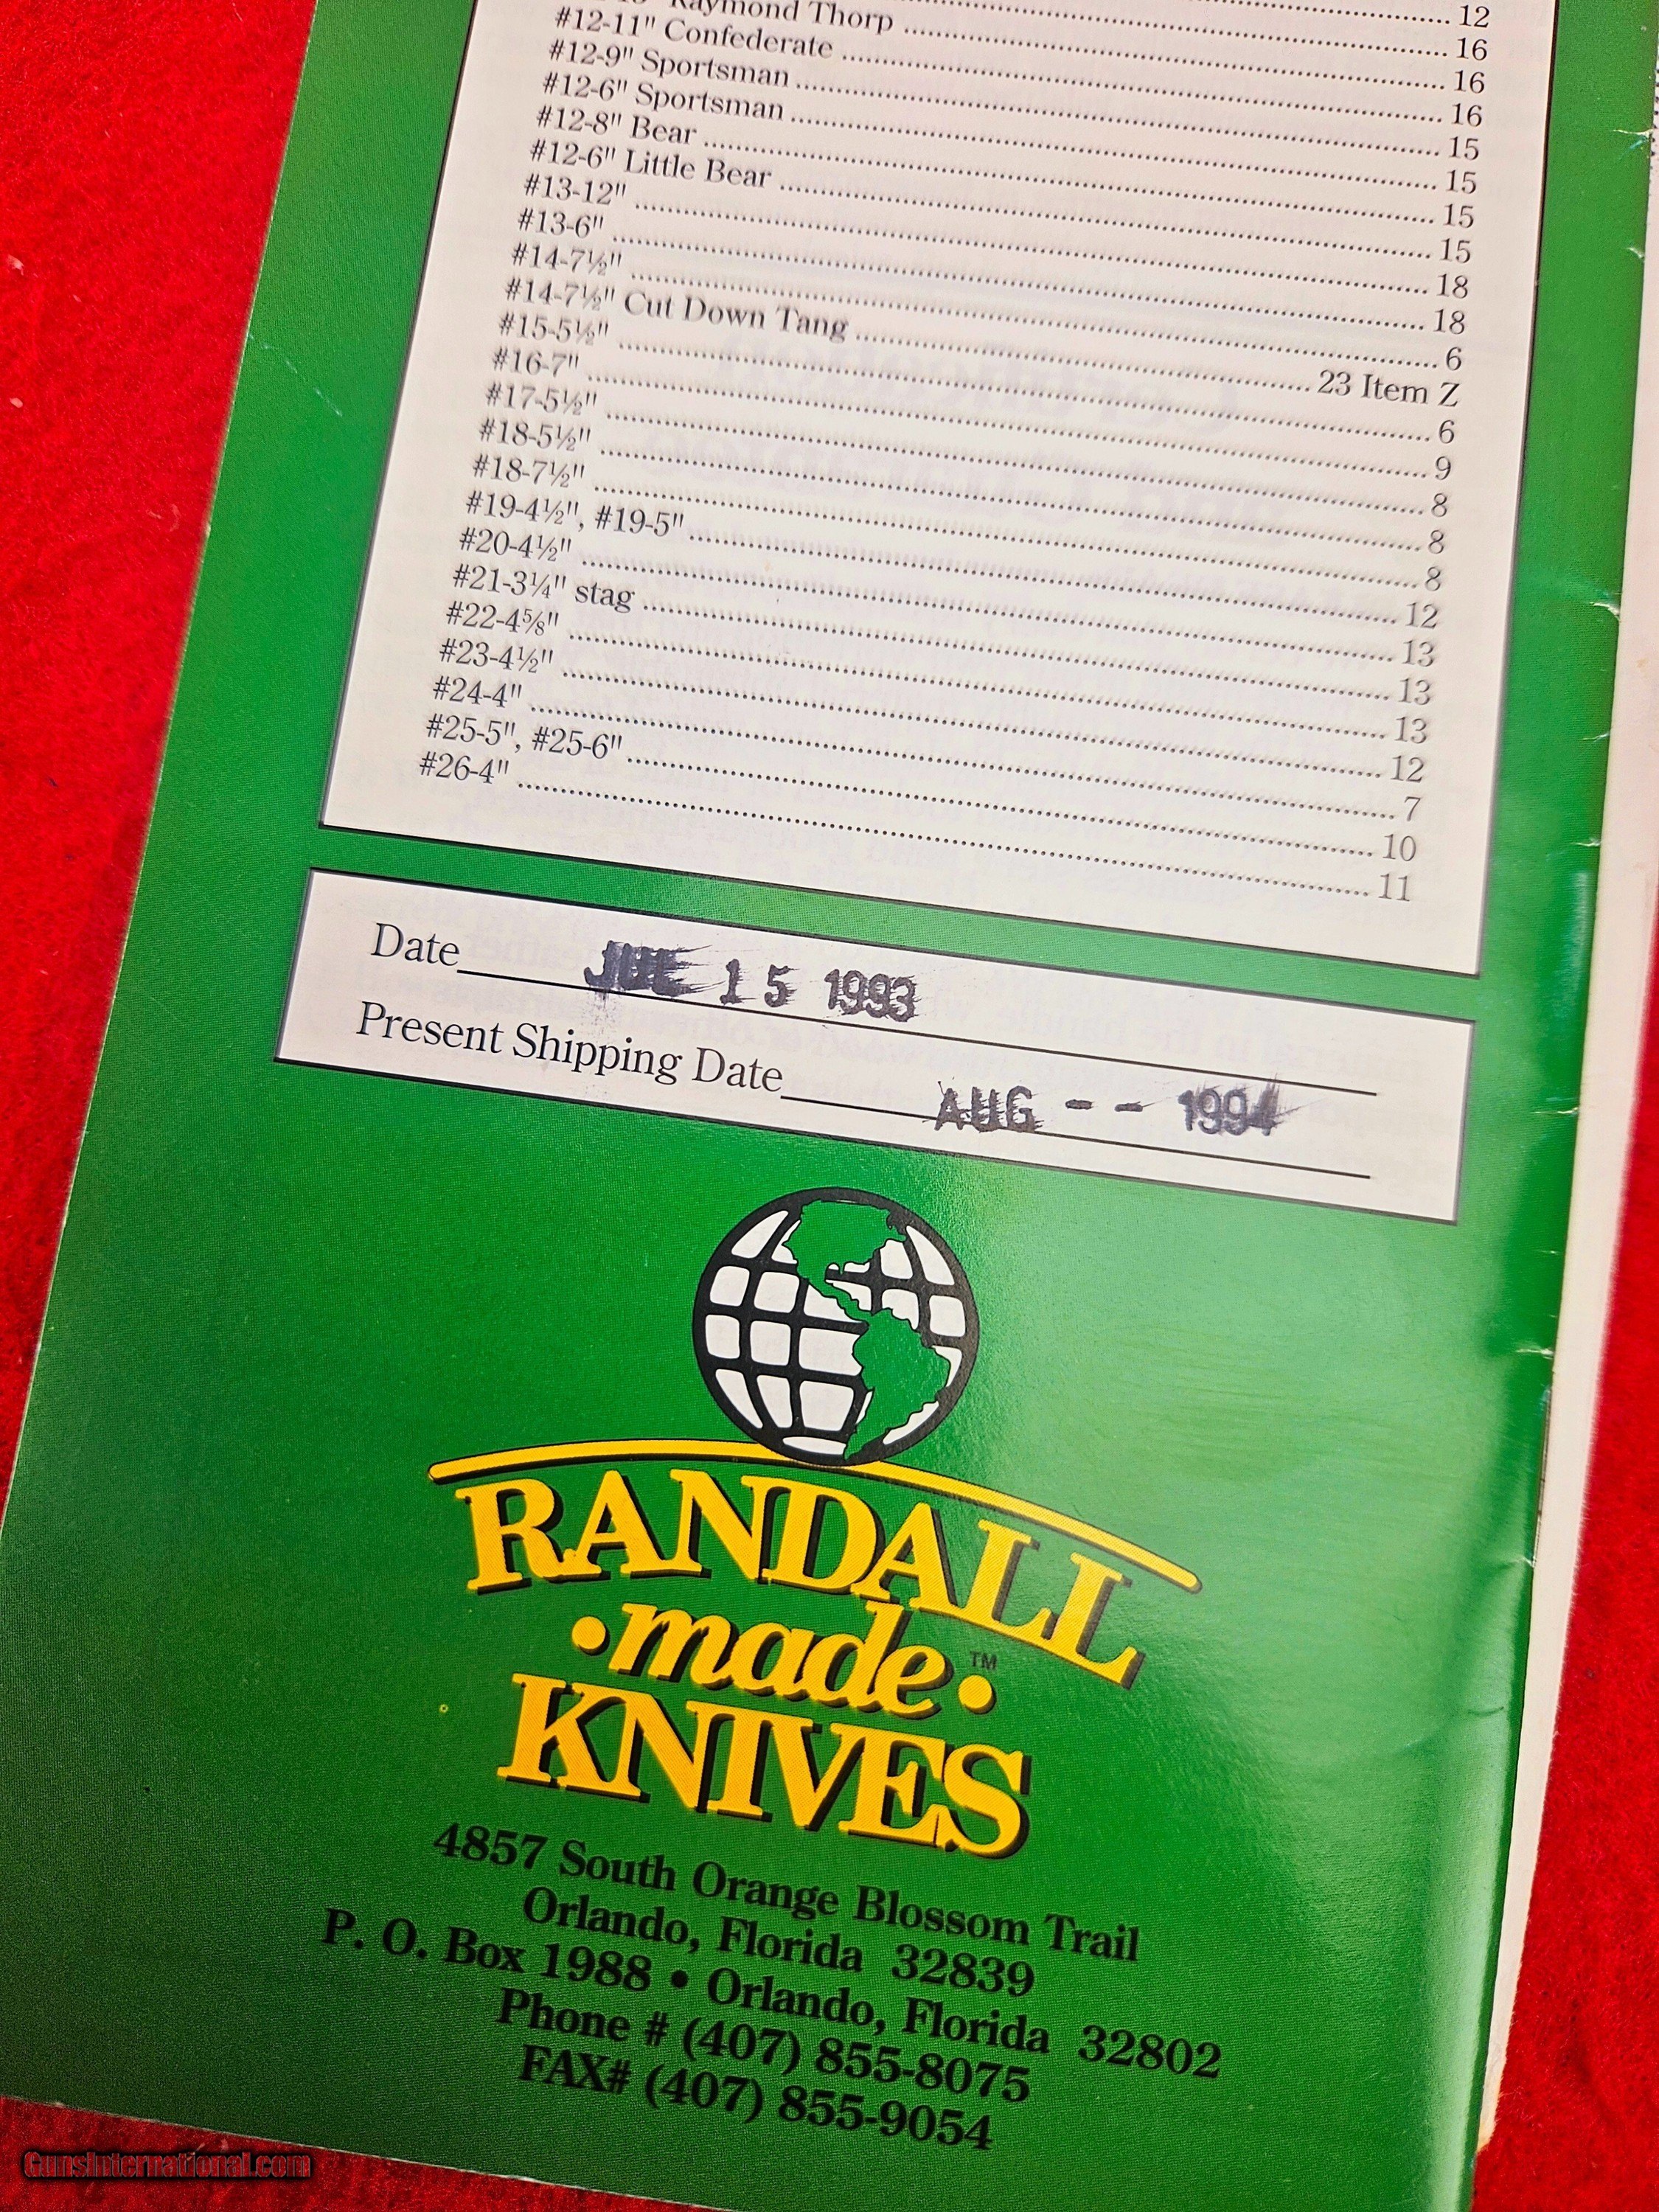 12
16
Raymond Thorp 16
#12-11" Confederate 16
#12-9" Sportsman 15
#12-6" Sportsman 15
#12-8" Bear 15
#12-6" Little Bear 15
#13-12" 18
#13-6" 18
#14-7½" 6
#14-7½" Cut Down Tang 23 Item Z
#15-5½" 6
#16-7" 9
#17-5½" 8
#18-5½" 8
#18-7½" 8
#19-4½", #19-5" 12
#20-4½" 13
#21-3¼" stag 13
#22-4⅝" 13
#23-4½" 12
#24-4" 7
#25-5", #25-6" 10
#26-4" 11
Date JUL 15 1993
Present Shipping Date AUG -- 1994
RANDALL
•made•™
KNIVES
4857 South Orange Blossom Trail
Orlando, Florida 32839
P. O. Box 1988 • Orlando, Florida 32802
Phone # (407) 855-8075
FAX# (407) 855-9054
GunsInternational.com